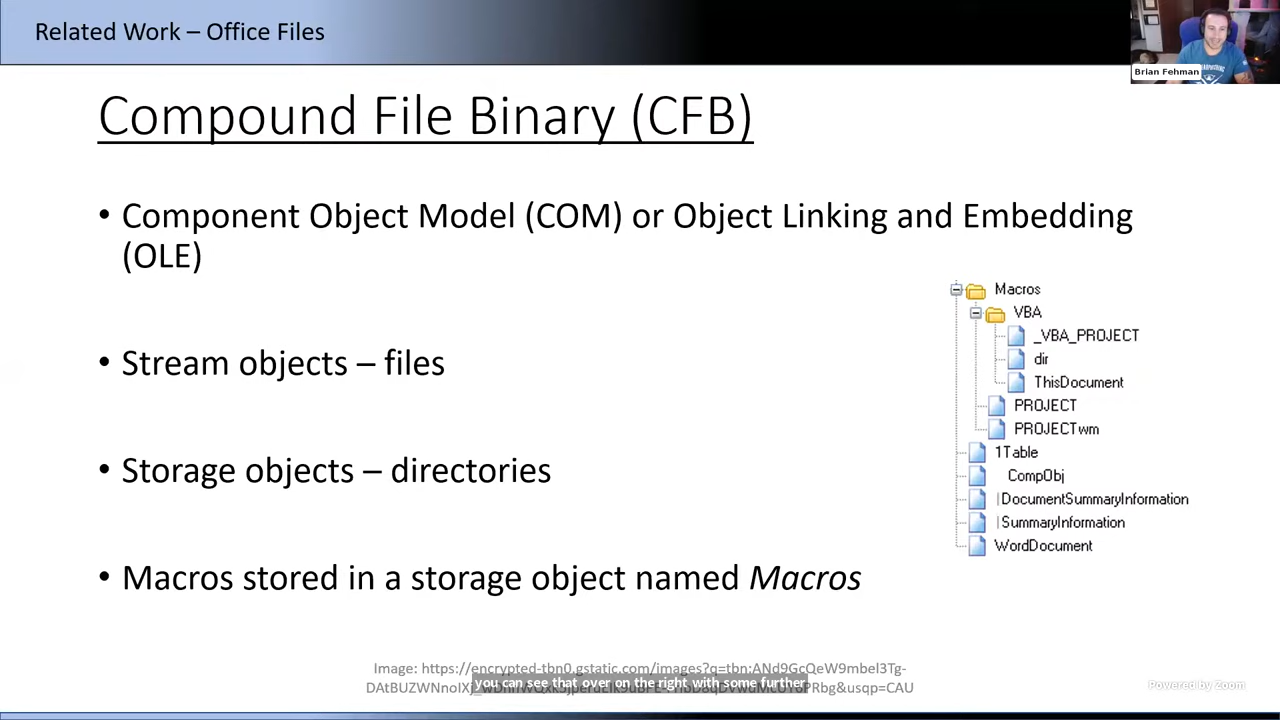 Related Work – Office Files
Brian Fehrman
Compound File Binary (CFB)
• Component Object Model (COM) or Object Linking and Embedding
(OLE)
• Stream objects – files
• Storage objects – directories
• Macros stored in a storage object named Macros
Macros
VBA
_VBA_PROJECT
dir
ThisDocument
PROJECT
PROJECTwm
1Table
CompObj
|DocumentSummaryInformation
|SummaryInformation
WordDocument
Image: https://encrypted-tbn0.gstatic.com/images?q=tbn:ANd9GcQeW9mbel3Tg-
you can see that over on the right with some further
Powered by Zoom